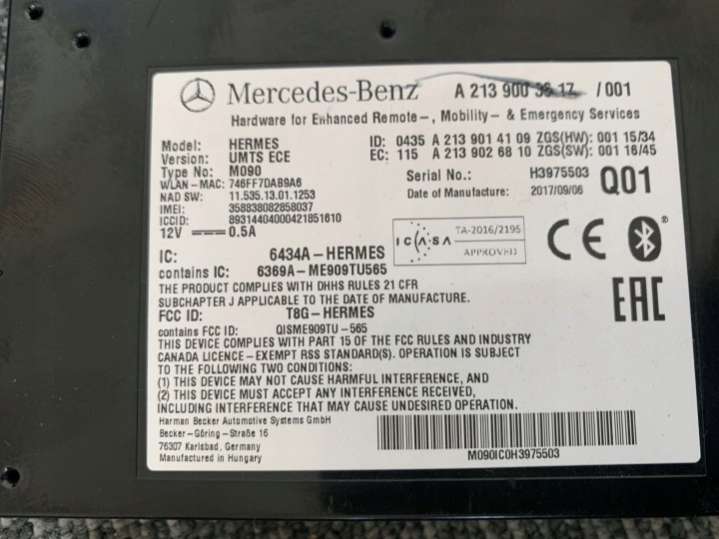 Mercedes-Benz A 213 900 /001
Hardware for Enhanced Remote-, Mobility- & Emergency Services
Model: HERMES ID: 0435 A 213 901 41 09 ZGS(HW): 001 15/34
Version: UMTS ECE EC: 115 A 213 902 68 10 ZGS(SW): 001 16/45
Type No: M090
WLAN-MAC: 746FF7DAB9A6 Serial No.: H3975503
NAD SW: 11.535.13.01.1253 Date of Manufacture: 2017/09/06 Q01
IMEI: 358838082858037
ICCID: 89314404000421851610
12V 0.5A
ICASA TA-2016/2195
APPROVED
CE
EAC
IC: 6434A-HERMES
contains IC: 6369A-ME909TU565
THE PRODUCT COMPLIES WITH DHHS RULES 21 CFR
SUBCHAPTER J APPLICABLE TO THE DATE OF MANUFACTURE.
FCC ID: T8G-HERMES
contains FCC ID: QISME909TU-565
THIS DEVICE COMPLIES WITH PART 15 OF THE FCC RULES AND INDUSTRY
CANADA LICENCE-EXEMPT RSS STANDARD(S). OPERATION IS SUBJECT
TO THE FOLLOWING TWO CONDITIONS:
(1) THIS DEVICE MAY NOT CAUSE HARMFUL INTERFERENCE, AND
(2) THIS DEVICE MUST ACCEPT ANY INTERFERENCE RECEIVED,
INCLUDING INTERFERENCE THAT MAY CAUSE UNDESIRED OPERATION.
Harman Becker Automotive Systems GmbH
Becker-Göring-Straße 16
76307 Karlsbad, Germany
Manufactured in Hungary
M090IC0H3975503